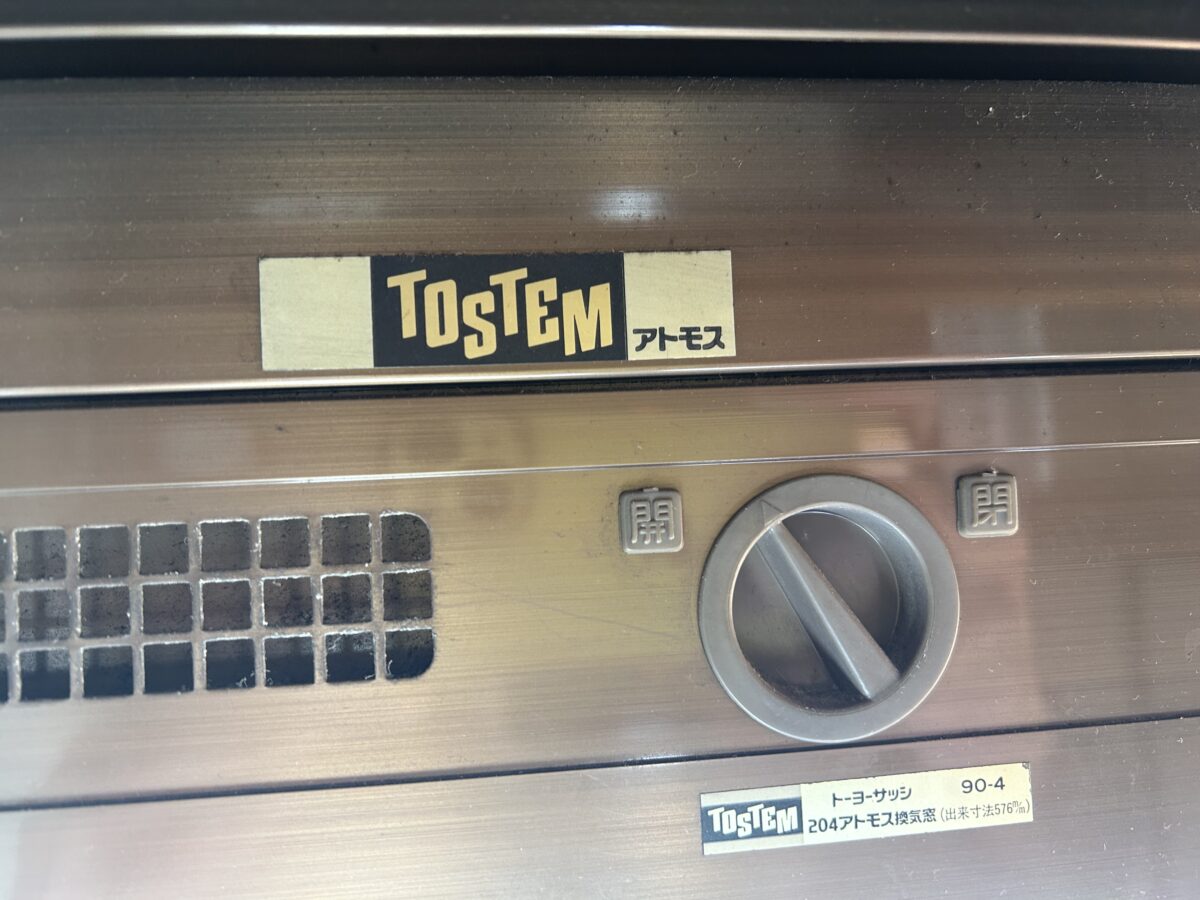 TOSTEM アトモス
開 閉
TOSTEM トーヨーサッシ 90-4
204アトモス換気窓(出来寸法576m/m)